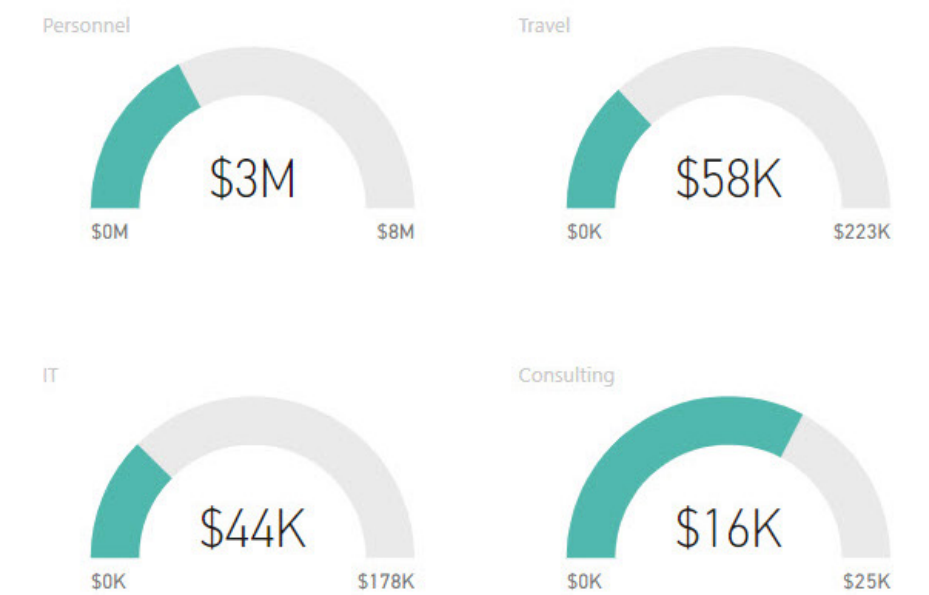 Personnel
$3M
$0M
$8M
Travel
$58K
$0K
$223K
IT
$44K
$0K
$178K
Consulting
$16K
$0K
$25K